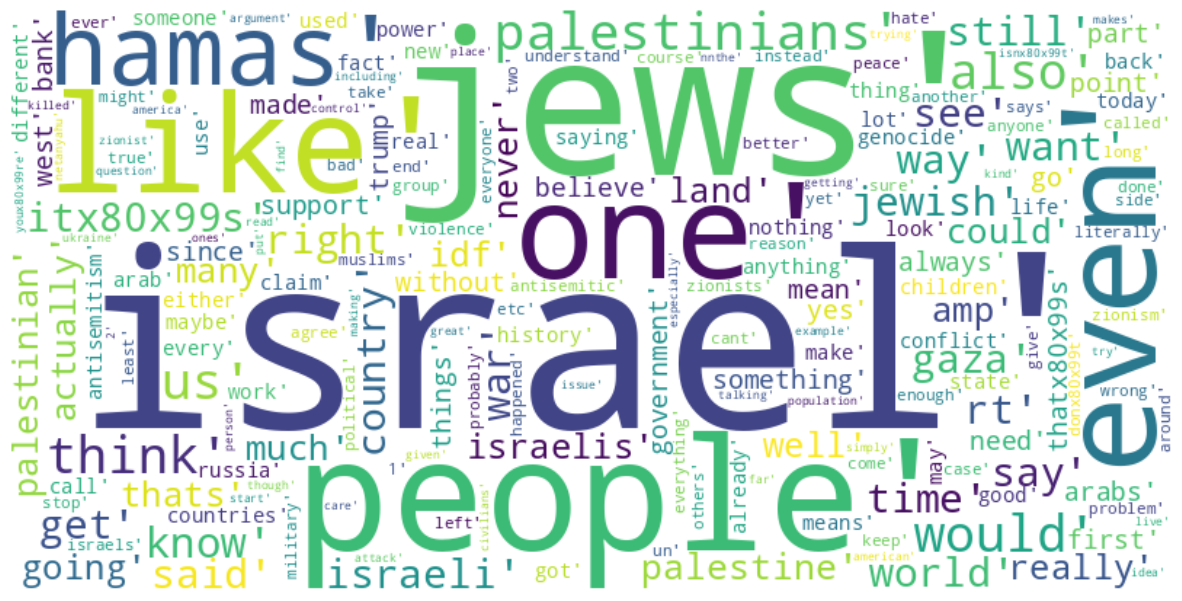 ever'
someone'
argument'
used'
power'
hate'
trying'
makes'
bank'
hamas'
palestinians'
still'
part'
different'
fact'
new'
place'
understand'
course'
nnthe'
instead'
peace'
isnx80x99t'
back'
including'
two'
jews'
also'
point'
killed'
might'
america'
take'
control'
made'
thing'
another'
says'
today'
west'
like'
use'
trump'
real
saying'
lot'
see'
anyone'
called'
netanyahu'
zionist'
true'
question'
find'
bad'
end'
everyone'
never'
better'
genocide'
way'
want'
long'
youx80x99re'
group'
believe'
land'
getting'
yet'
sure'
kind'
go'
done'
side'
itx80x99s'
read'
support'
violence'
one'
nothing'
jewish'
life'
literally'
ukraine'
put'
ones'
right'
idf'
reason'
look'
could'
even'
since'
muslims'
many'
arab'
claim'
without'
antisemitic'
zionists'
anything'
always'
palestinian'
actually'
antisemitism'
either'
maybe'
israel'
etc'
especially'
mean'
children'
that'x80x99s
zionism'
2'
agree'
country'
making'
great'
history'
cant'
yes'
example'
amp'
give'
donx80x99t'
least'
every'
war'
government'
make'
conflict'
try'
us'
work'
political'
things'
probably'
happened'
issue'
something'
talking'
population'
gaza'
state'
enough'
wrong'
around'
person'
rt'
need'
think'
russia'
much'
israelis'
well'
simply'
may'
say'
call'
thats'
though'
1'
given'
people'
everything'
others'
already'
far'
come'
case'
good'
arabs'
stop'
start'
time'
problem'
get'
countries'
military'
care'
left'
civilians'
means'
would'
first'
live'
israels'
know'
keep'
going'
said'
attack'
israeli'
got'
un'
palestine'
american'
world'
really'
idea'